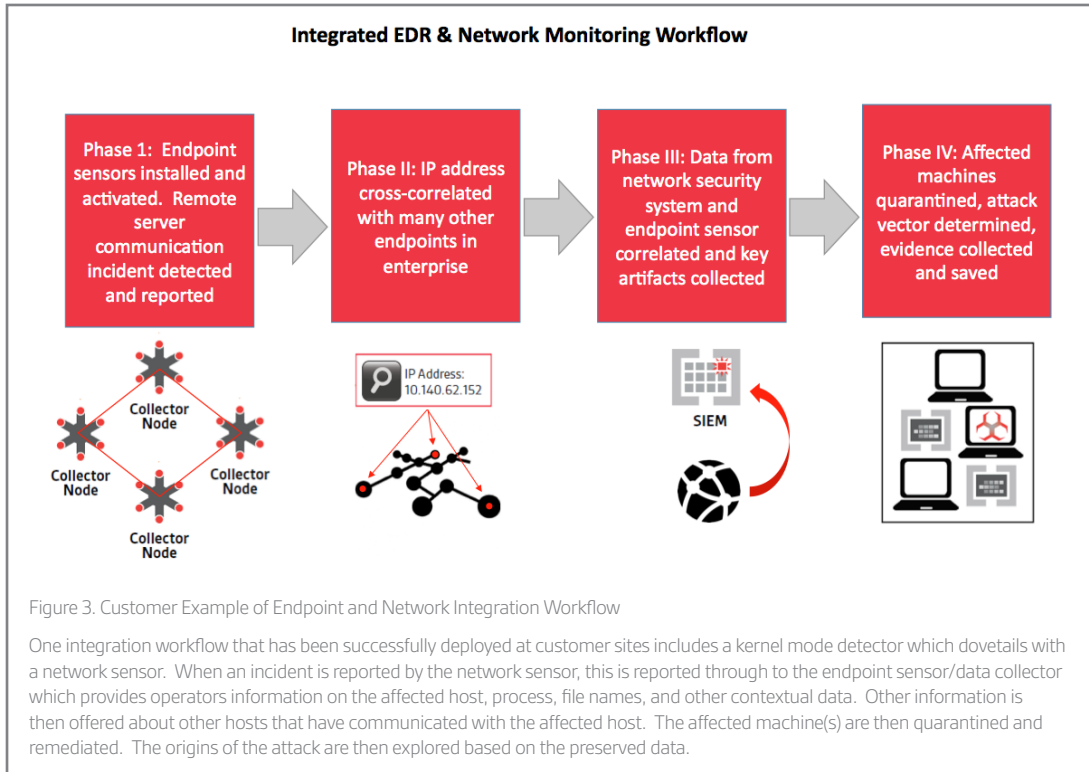 Integrated EDR & Network Monitoring Workflow
Phase 1:  Endpoint
sensors installed and
activated.  Remote
server
communication
incident detected
and reported
Phase II: IP address
cross-correlated
with many other
endpoints in
enterprise
Phase III: Data from
network security
system and
endpoint sensor
correlated and key
artifacts collected
Phase IV: Affected
machines
quarantined, attack
vector determined,
evidence collected
and saved
Collector
Node
Collector
Node
Collector
Node
Collector
Node
IP Address:
10.140.62.152
SIEM
Figure 3. Customer Example of Endpoint and Network Integration Workflow
One integration workflow that has been successfully deployed at customer sites includes a kernel mode detector which dovetails with
a network sensor.  When an incident is reported by the network sensor, this is reported through to the endpoint sensor/data collector
which provides operators information on the affected host, process, file names, and other contextual data.  Other information is
then offered about other hosts that have communicated with the affected host.  The affected machine(s) are then quarantined and
remediated.  The origins of the attack are then explored based on the preserved data.